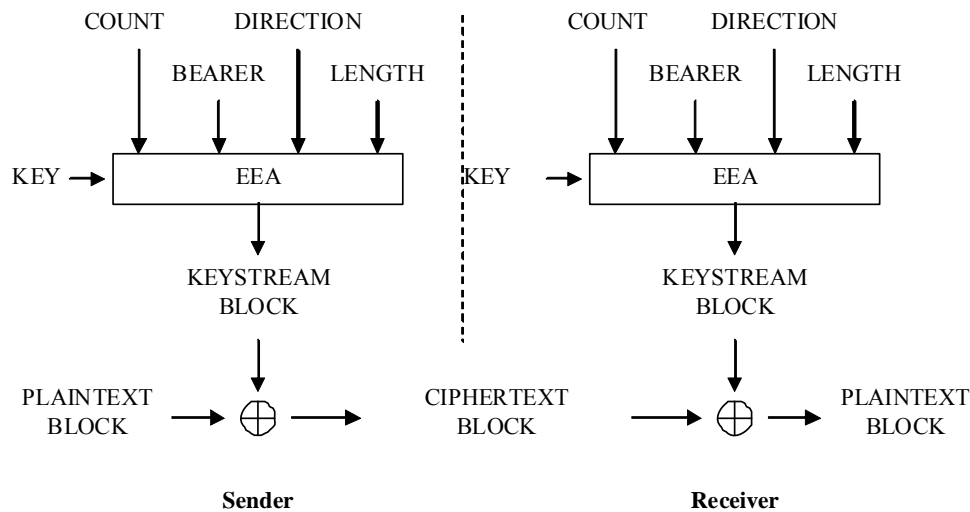 COUNT DIRECTION COUNT DIRECTION
BEARER LENGTH BEARER LENGTH
KEY EEA KEY EEA
KEYSTREAM BLOCK KEYSTREAM BLOCK
PLAINTEXT BLOCK CIPHERTEXT BLOCK PLAINTEXT BLOCK
Sender Receiver